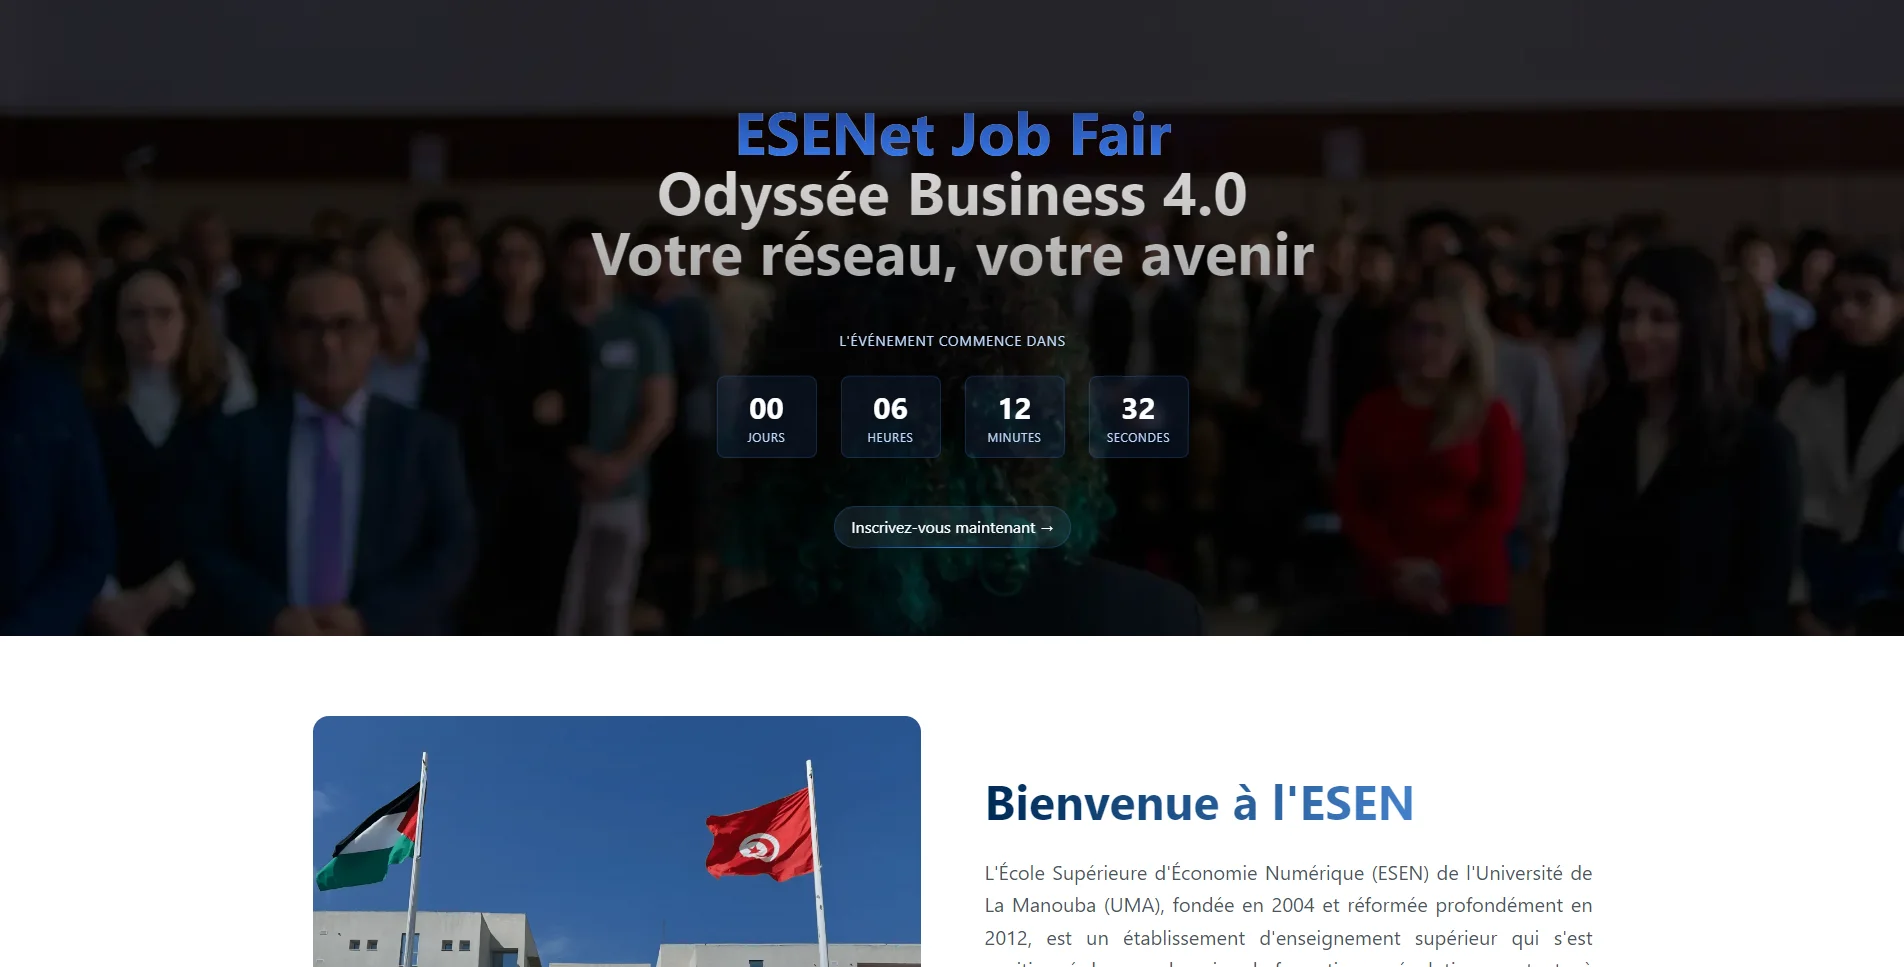 ESENet Job Fair
Odyssée Business 4.0
Votre réseau, votre avenir
L'ÉVÉNEMENT COMMENCE DANS
00 06 12 32
JOURS HEURES MINUTES SECONDES
Inscrivez-vous maintenant →
Bienvenue à l'ESEN
L'École Supérieure d'Économie Numérique (ESEN) de l'Université de
La Manouba (UMA), fondée en 2004 et réformée profondément en
2012, est un établissement d'enseignement supérieur qui s'est